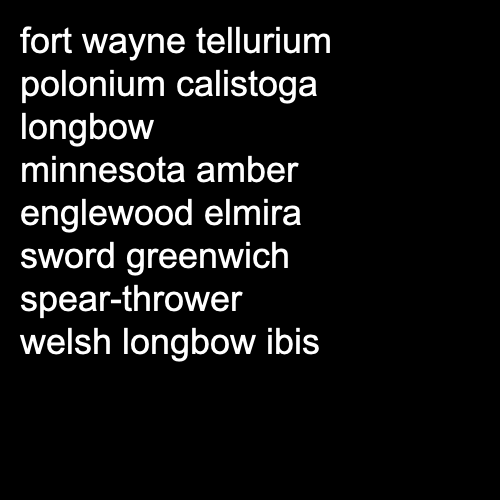 fort wayne tellurium
polonium calistoga
longbow
minnesota amber
englewood elmira
sword greenwich
spear-thrower
welsh longbow ibis